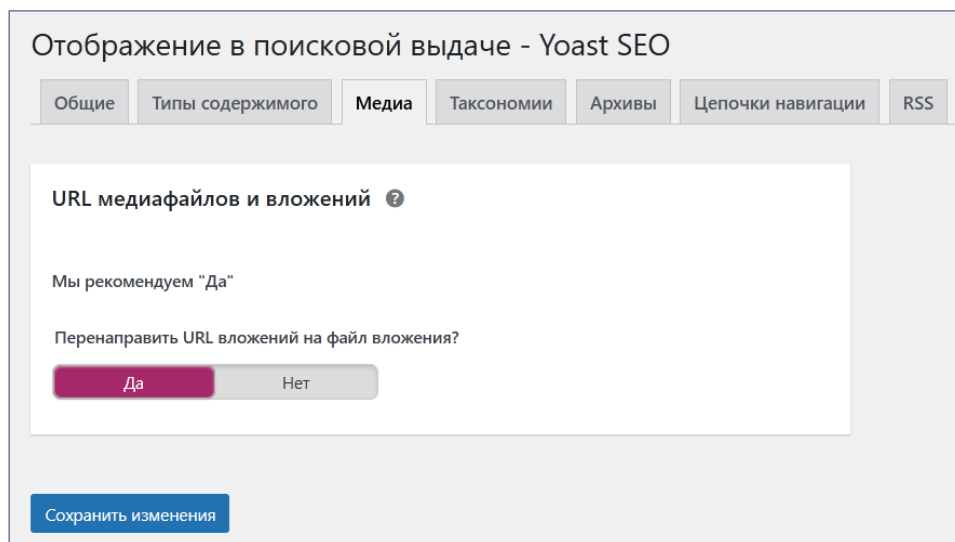 Отображение в поисковой выдаче - Yoast SEO
Общие Типы содержимого Медиа Таксономии Архивы Цепочки навигации RSS
URL медиафайлов и вложений ?
Мы рекомендуем "Да"
Перенаправить URL вложений на файл вложения?
Да Нет
Сохранить изменения